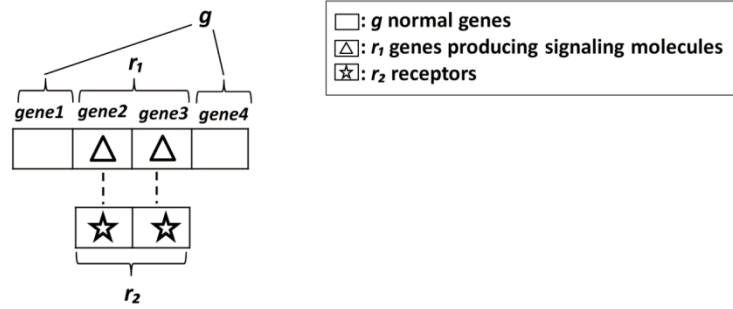 g
r₁
gene1 gene2 gene3 gene4
r₂
: g normal genes
: r₁ genes producing signaling molecules
: r₂ receptors